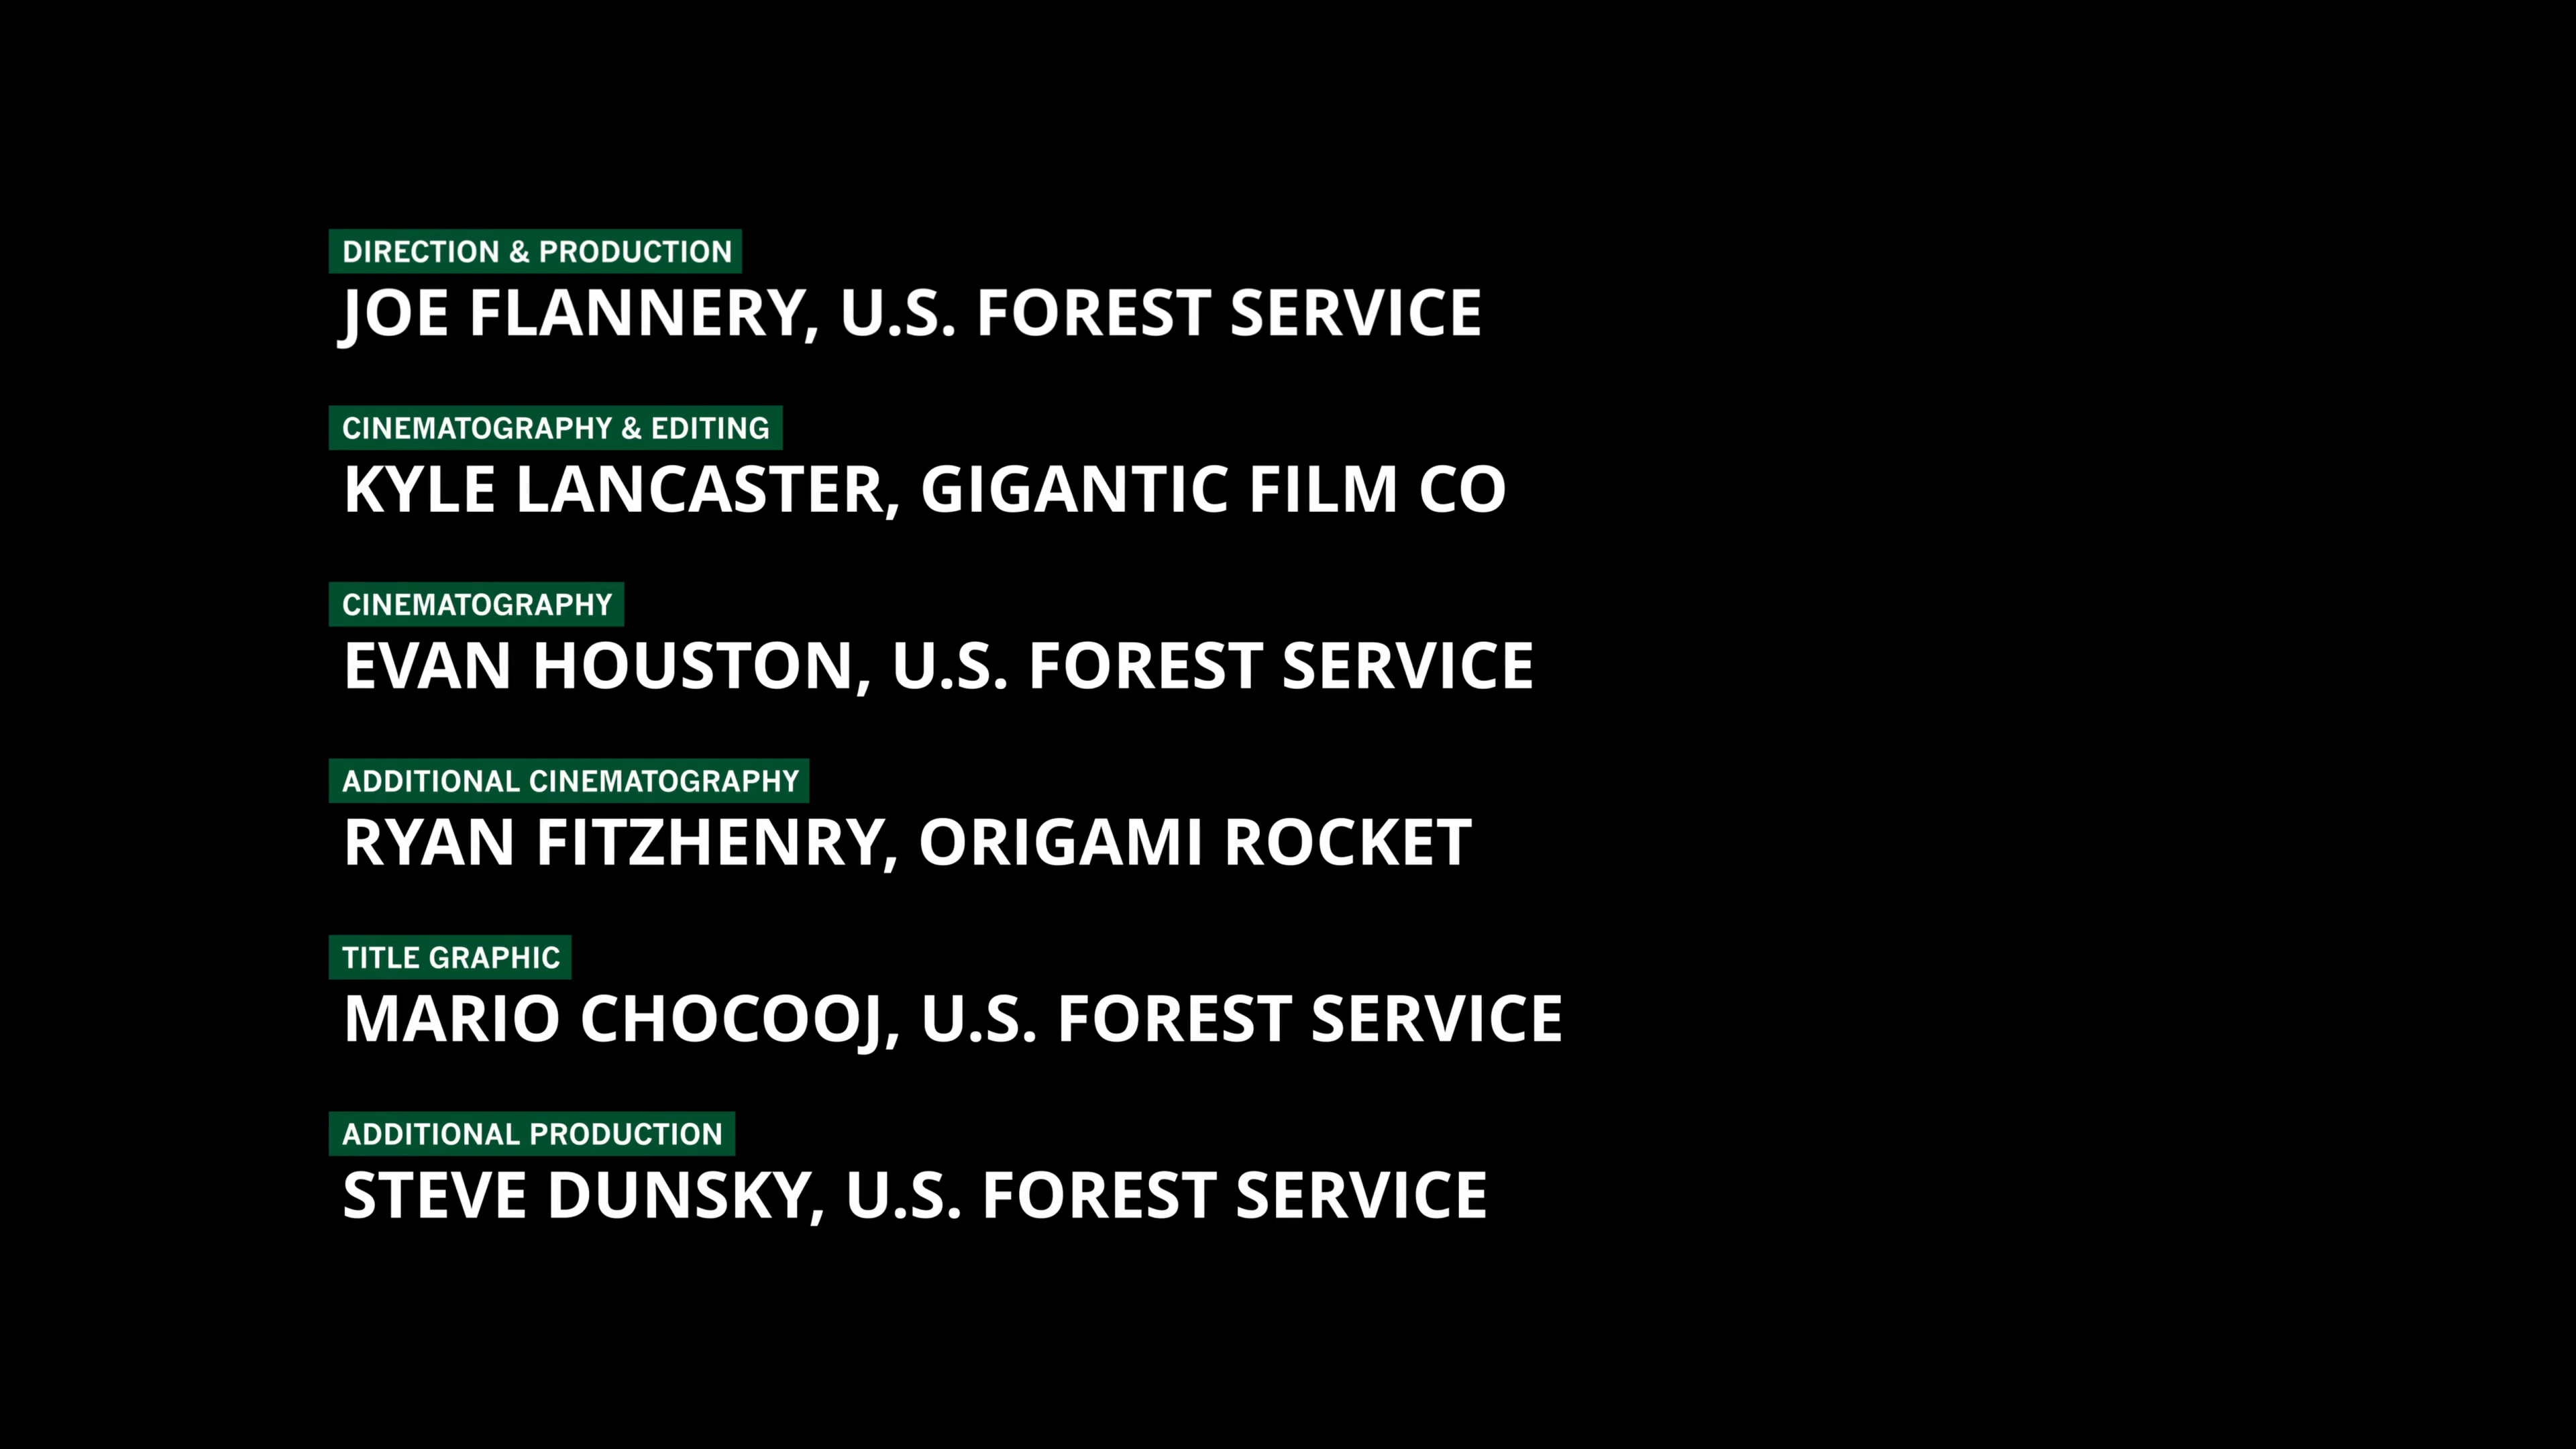 DIRECTION & PRODUCTION
JOE FLANNERY, U.S. FOREST SERVICE
CINEMATOGRAPHY & EDITING
KYLE LANCASTER, GIGANTIC FILM CO
CINEMATOGRAPHY
EVAN HOUSTON, U.S. FOREST SERVICE
ADDITIONAL CINEMATOGRAPHY
RYAN FITZHENRY, ORIGAMI ROCKET
TITLE GRAPHIC
MARIO CHOCOOJ, U.S. FOREST SERVICE
ADDITIONAL PRODUCTION
STEVE DUNSKY, U.S. FOREST SERVICE